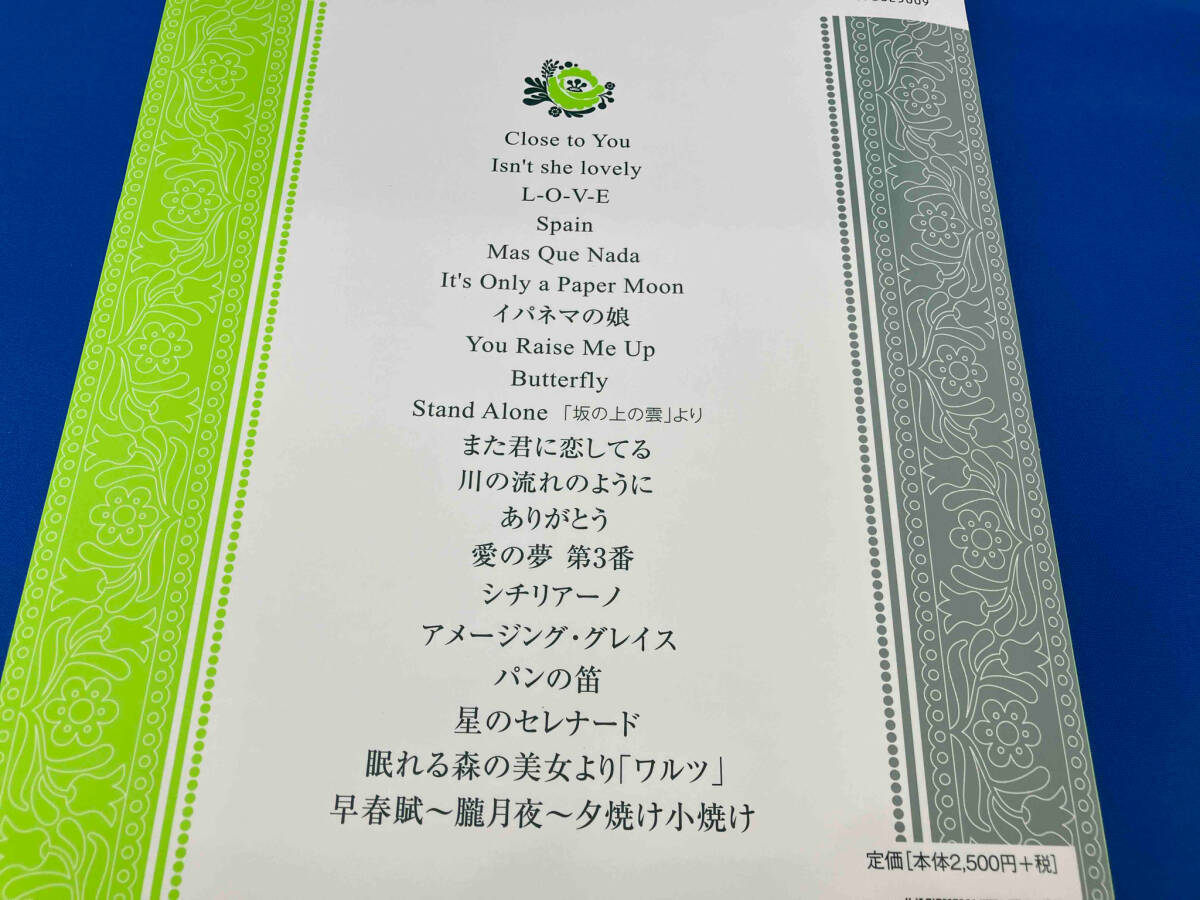 Close to You
Isn't she lovely
L-O-V-E
Spain
Mas Que Nada
It's Only a Paper Moon
イパネマの娘
You Raise Me Up
Butterfly
Stand Alone 「坂の上の雲」より
また君に恋してる
川の流れのように
ありがとう
愛の夢 第3番
シチリアーノ
アメージング・グレイス
パンの笛
星のセレナード
眠れる森の美女より「ワルツ」
早春賦～朧月夜～夕焼け小焼け
定価[本体2,500円+税]